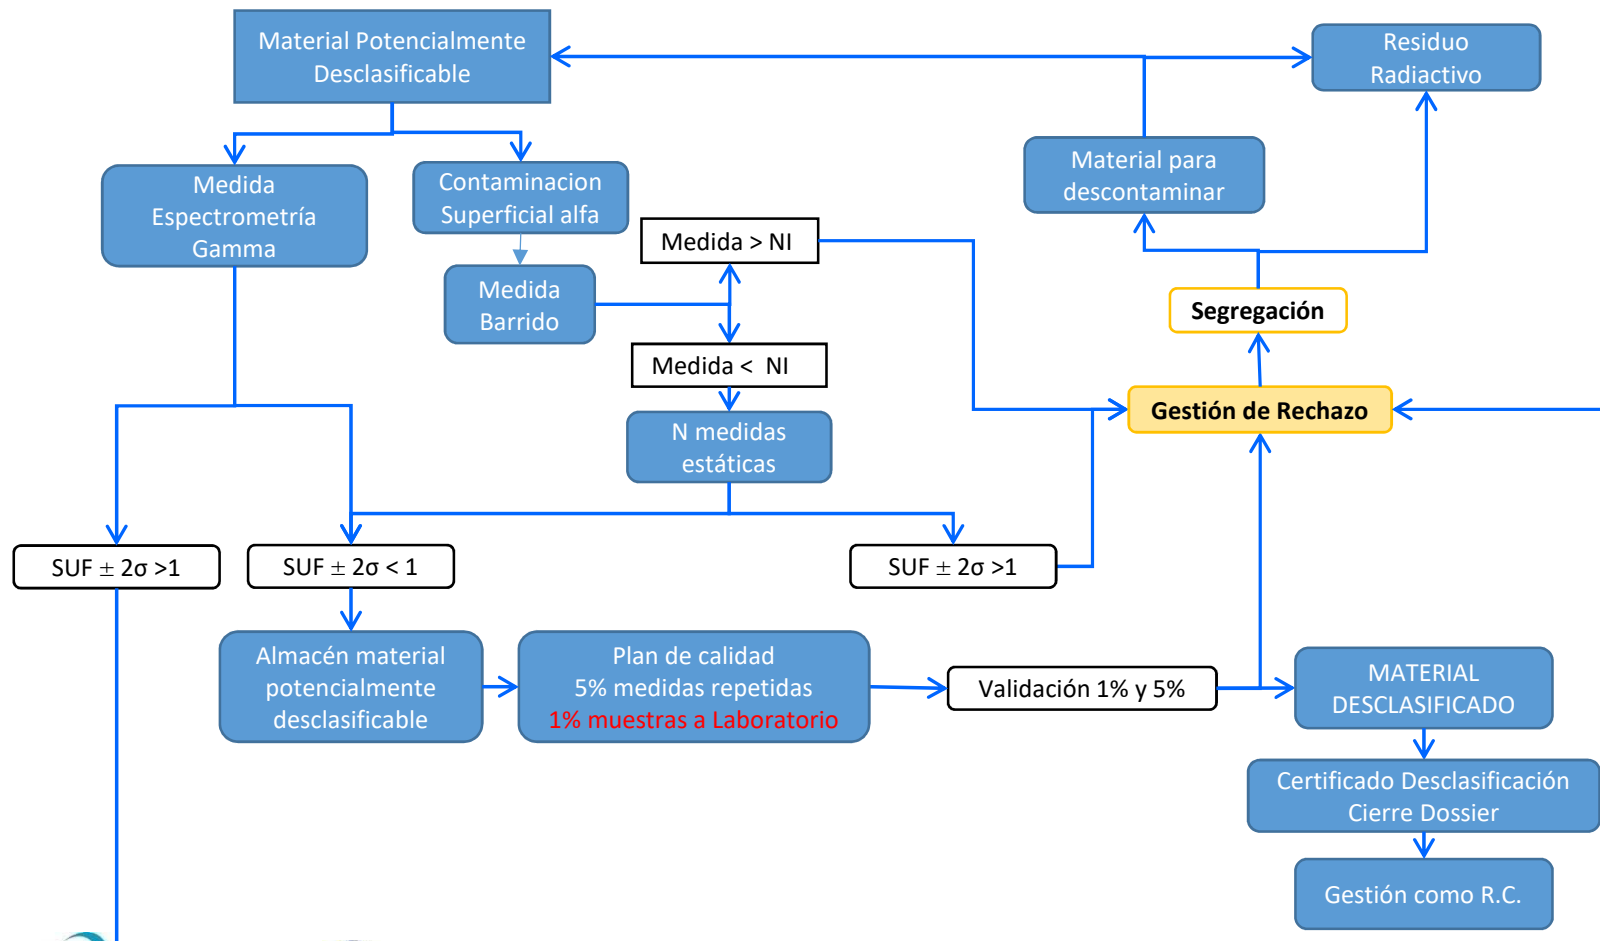 Material Potencialmente
Desclasificable
Residuo
Radiactivo
Medida
Espectrometría
Gamma
Contaminacion
Superficial alfa
Material para
descontaminar
Medida > NI
Medida
Barrido
Segregación
Medida < NI
Gestión de Rechazo
N medidas
estáticas
SUF ± 2σ >1
SUF ± 2σ < 1
SUF ± 2σ >1
Almacén material
potencialmente
desclasificable
Plan de calidad
5% medidas repetidas
1% muestras a Laboratorio
Validación 1% y 5%
MATERIAL
DESCLASIFICADO
Certificado Desclasificación
Cierre Dossier
Gestión como R.C.